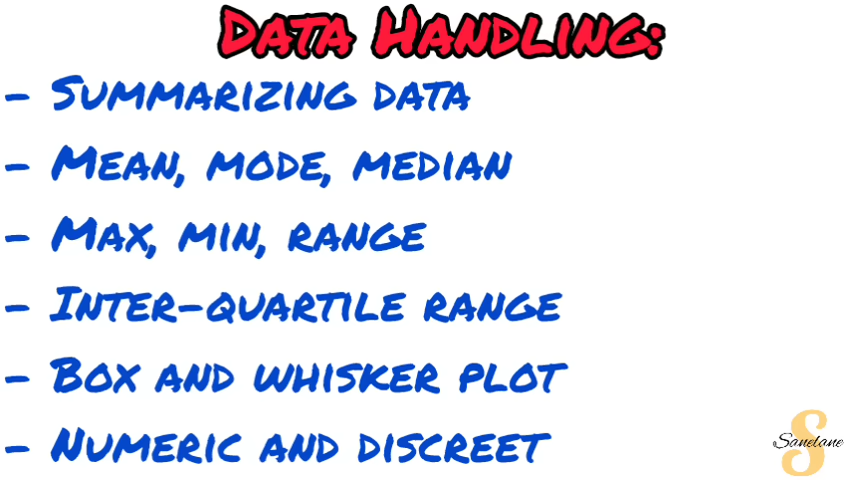 Data Handling:
- Summarizing data
- Mean, mode, median
- Max, min, range
- Inter-quartile range
- Box and whisker plot
- Numeric and discreet
S
Sanelane